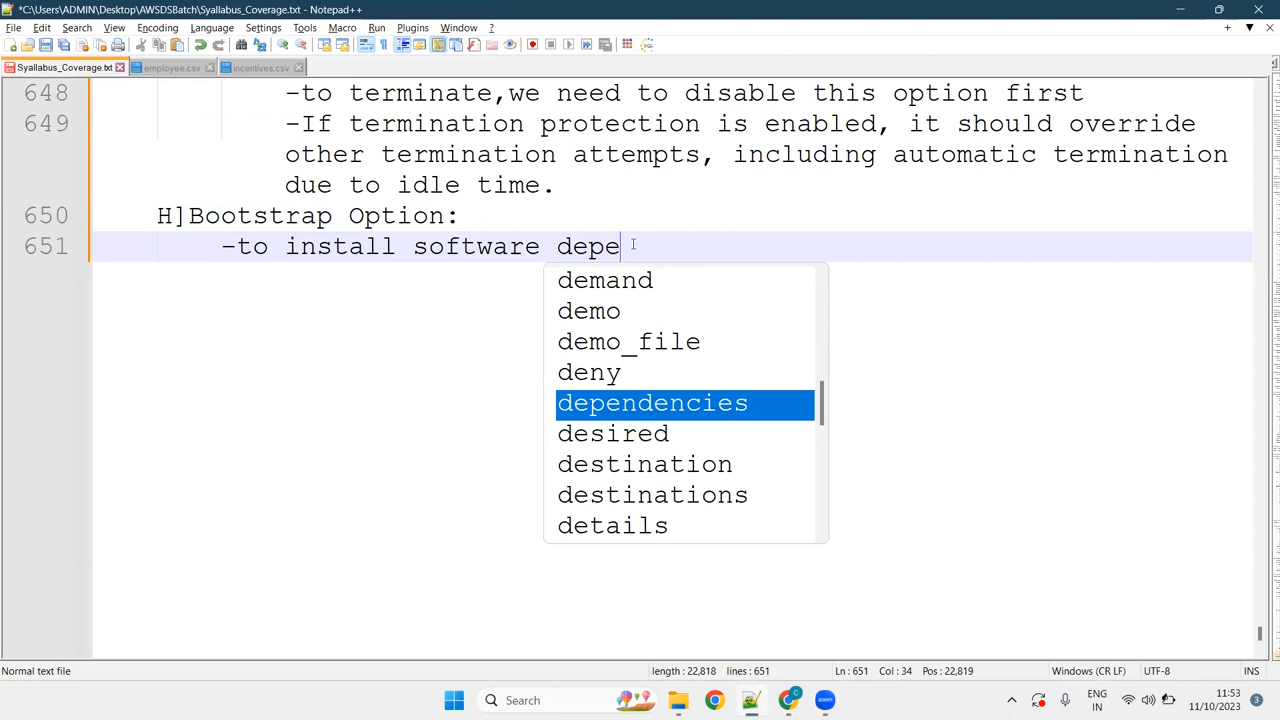 *C:\Users\ADMIN\Desktop\AWSDSBatch\Syallabus_Coverage.txt - Notepad++
File Edit Search View Encoding Language Settings Tools Macro Run Plugins Window ?
Syallabus_Coverage.txt employee.csv incentives.csv
648 -to terminate,we need to disable this option first
649 -If termination protection is enabled, it should override
other termination attempts, including automatic termination
due to idle time.
650 H]Bootstrap Option:
651 -to install software depe
demand
demo
demo_file
deny
dependencies
desired
destination
destinations
details
Normal text file length : 22,818 lines : 651 Ln : 651 Col : 34 Pos : 22,819 Windows (CR LF) UTF-8 INS
Search ENG IN 11:53 11/10/2023 3